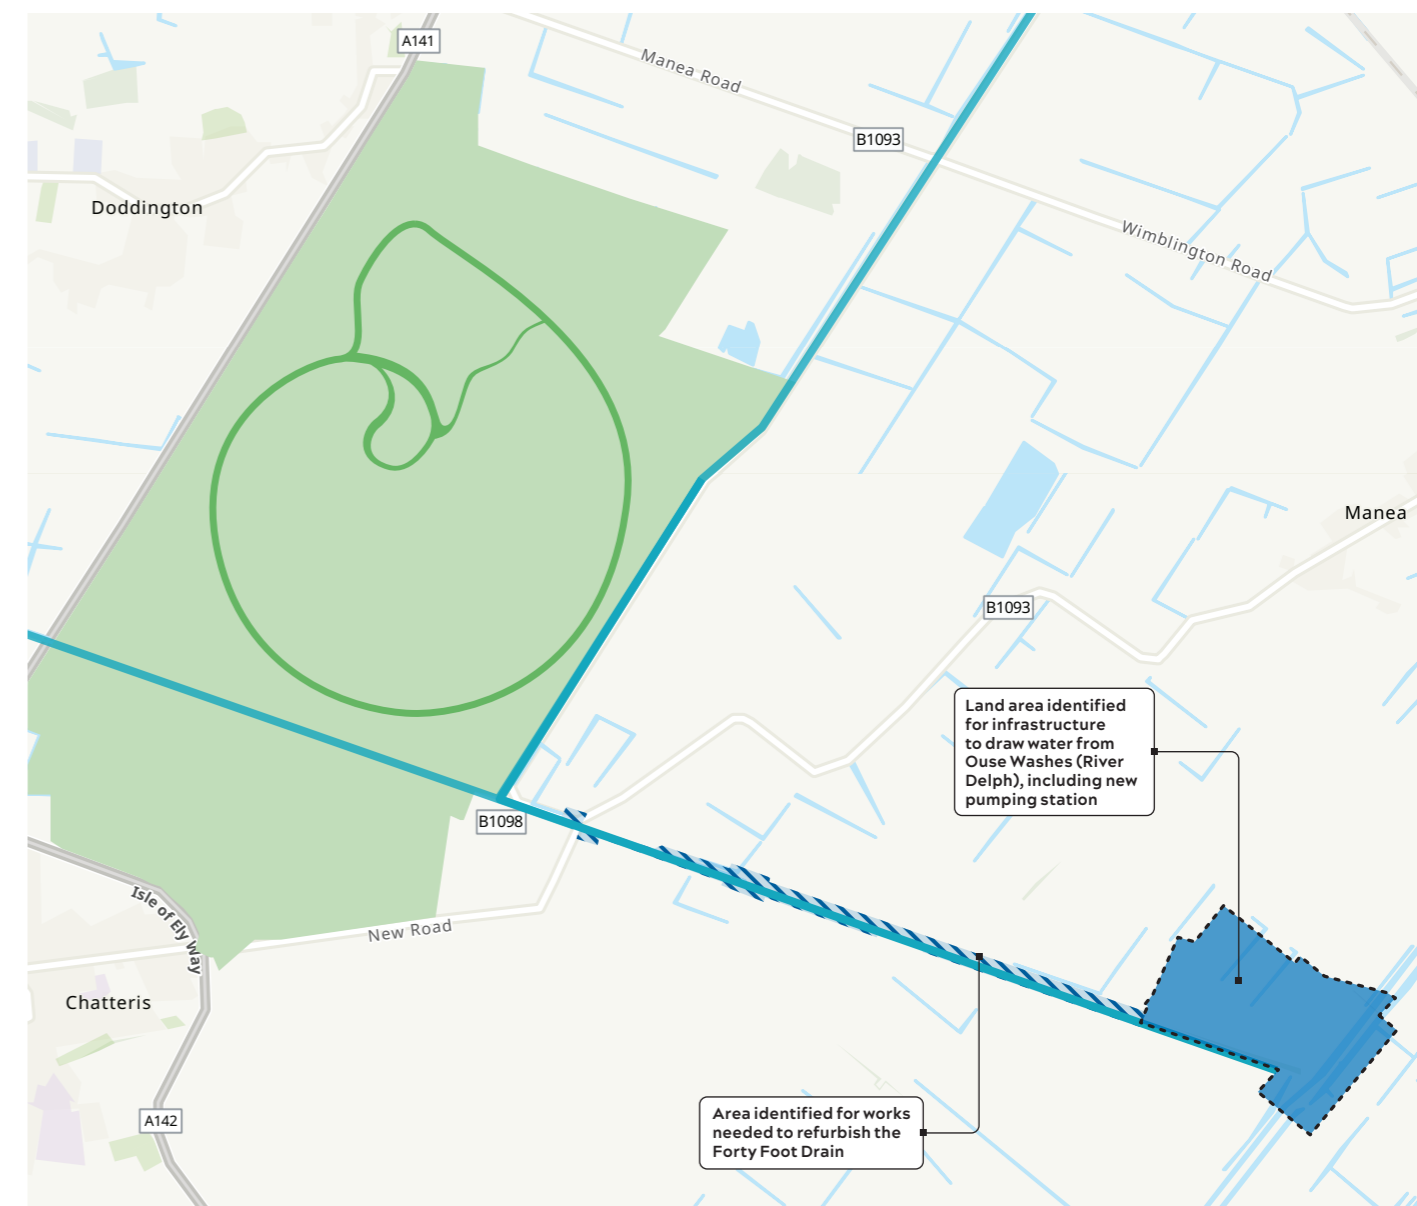 A141
Manea Road
B1093
Doddington
Wimblington Road
Manea
B1093
Land area identified
for infrastructure
to draw water from
Ouse Washes (River
Delph), including new
pumping station
B1098
Isle of Ely Way
New Road
Chatteris
A142
Area identified for works
needed to refurbish the
Forty Foot Drain